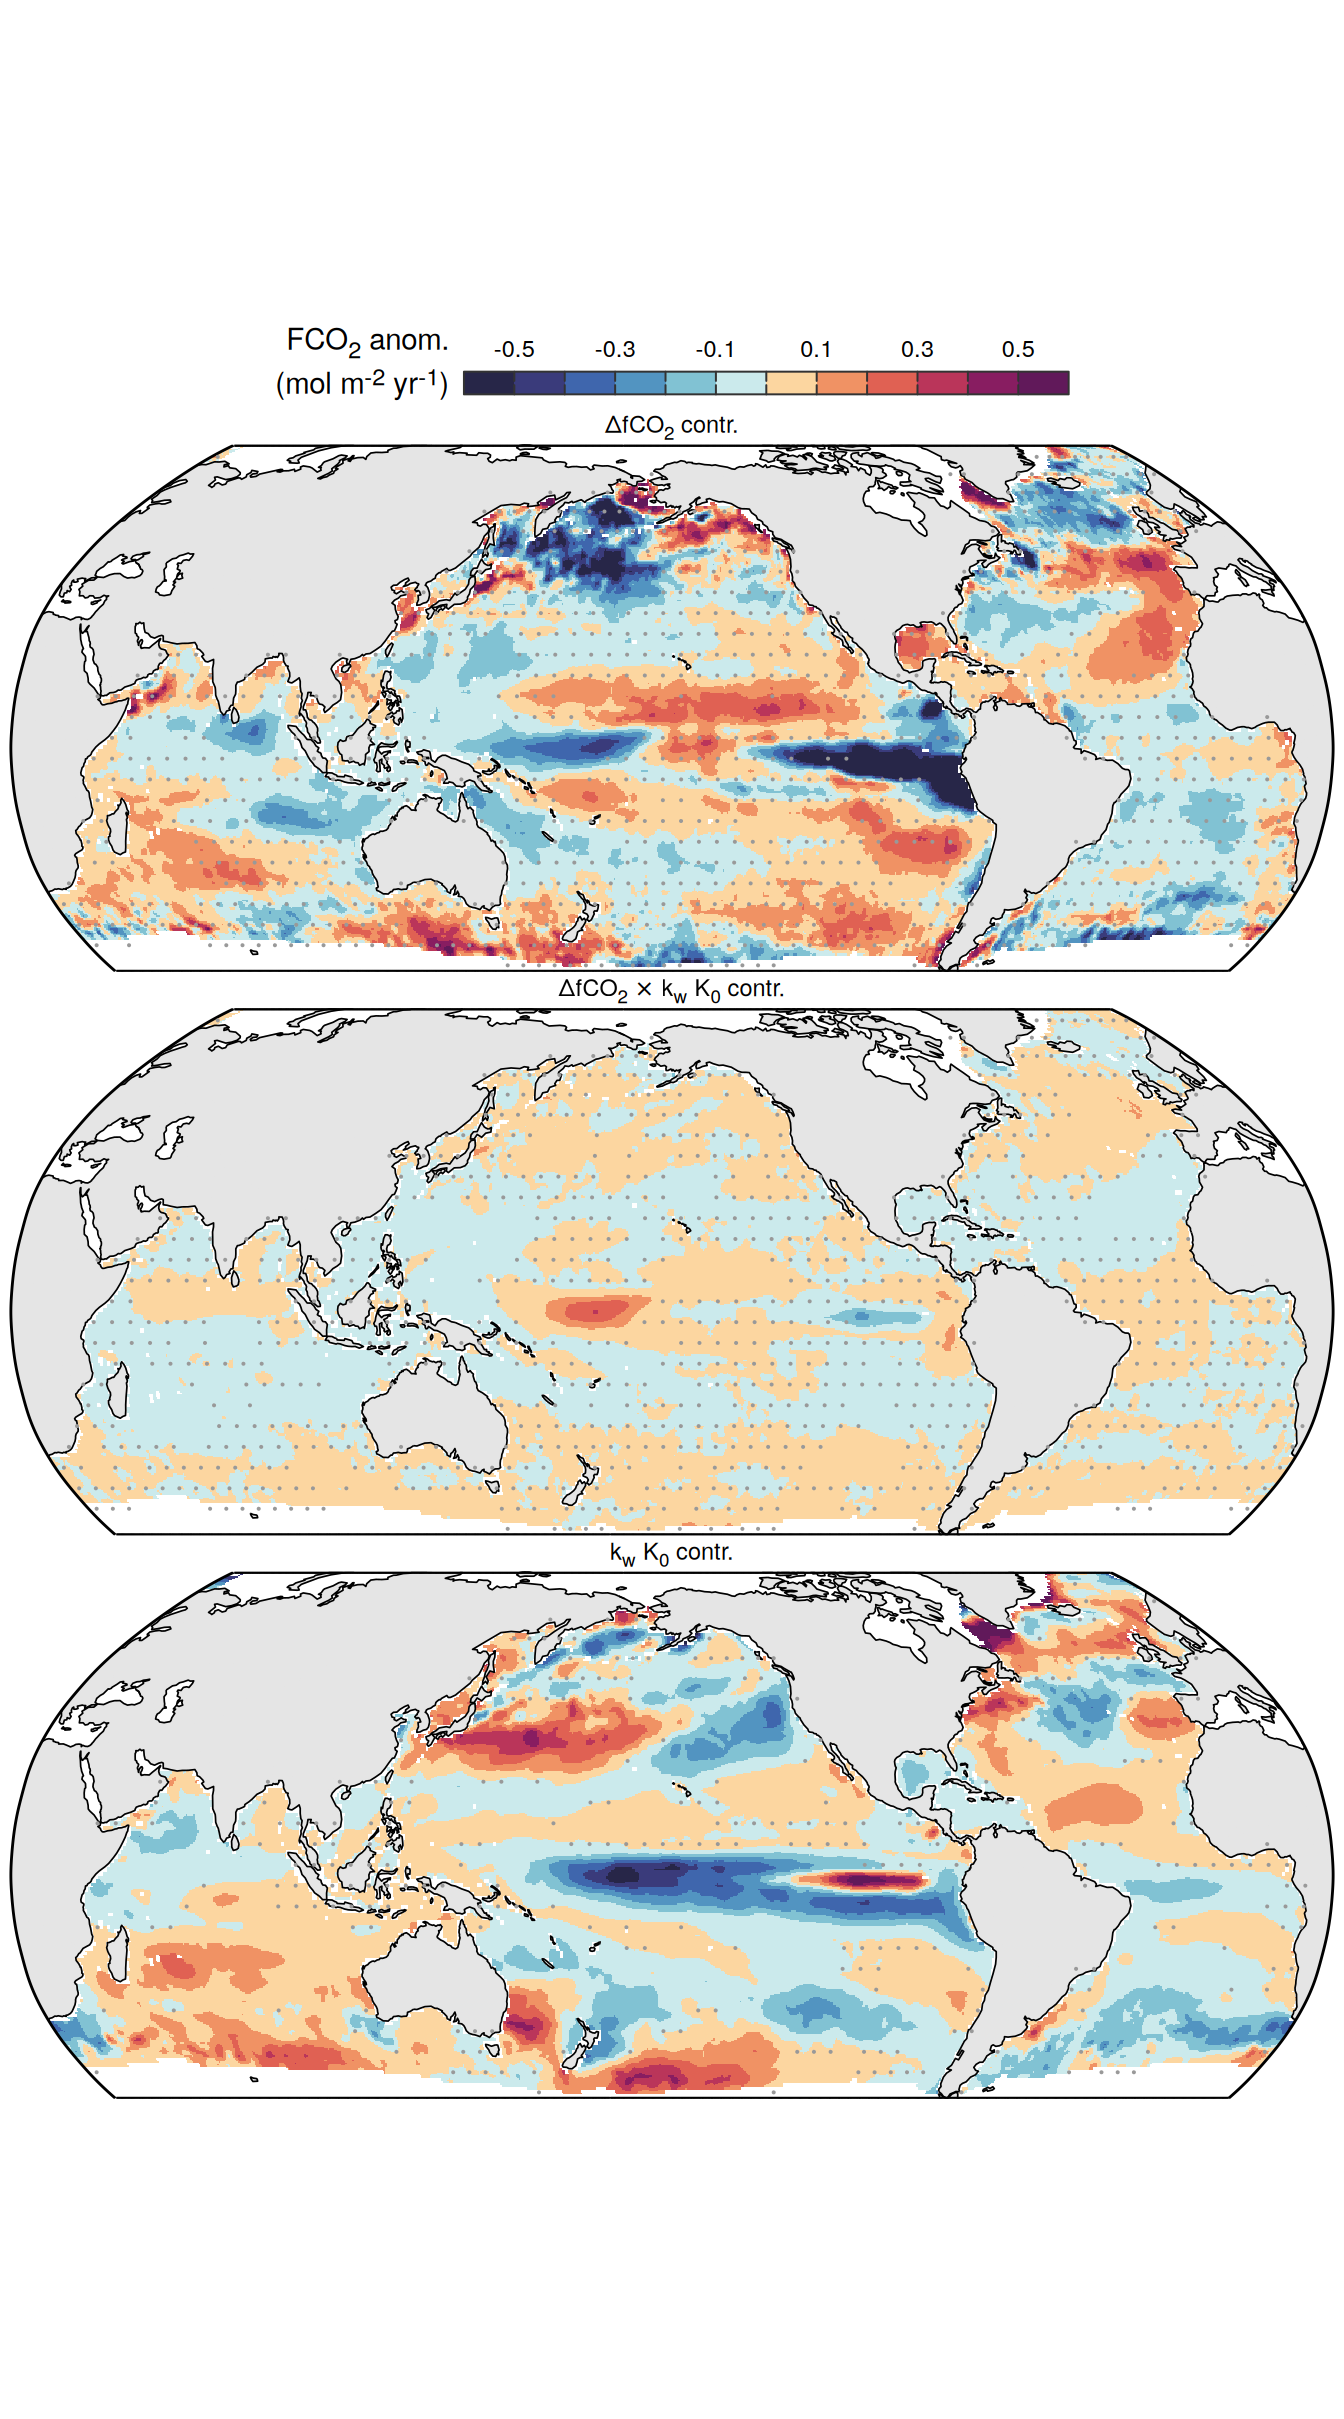 FCO₂ anom.
(mol m⁻² yr⁻¹)
-0.5 -0.3 -0.1 0.1 0.3 0.5
ΔfCO₂ contr.
ΔfCO₂ × kw K₀ contr.
kw K₀ contr.